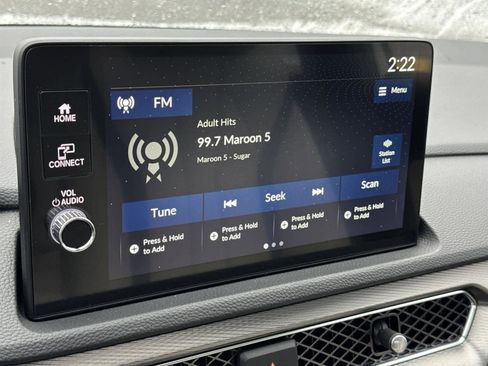 2:22
HOME
CONNECT
VOL
AUDIO
FM
Menu
Adult Hits
99.7 Maroon 5
Maroon 5 - Sugar
Station
List
Tune
Seek
Scan
Press & Hold
to Add
Press & Hold
to Add
Press & Hold
to Add
Press & Hold
to Add